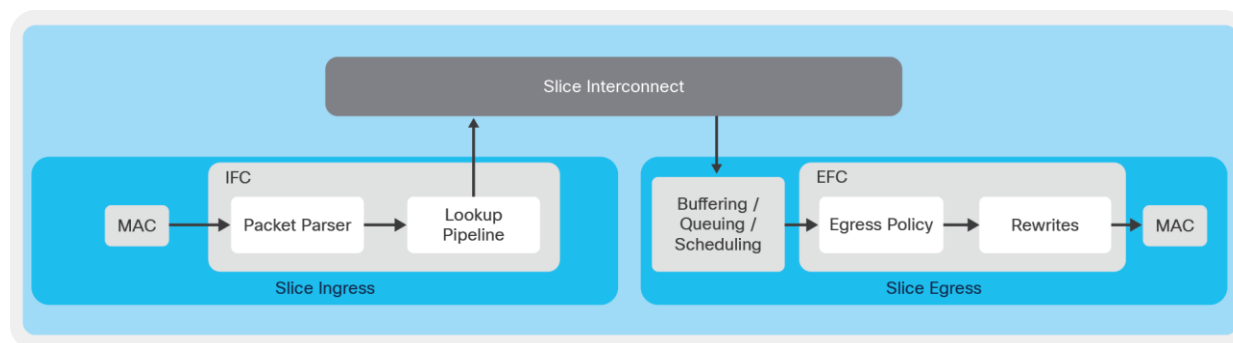 Slice Interconnect
IFC
MAC
Packet Parser
Lookup
Pipeline
Slice Ingress
Buffering /
Queuing /
Scheduling
EFC
Egress Policy
Rewrites
MAC
Slice Egress